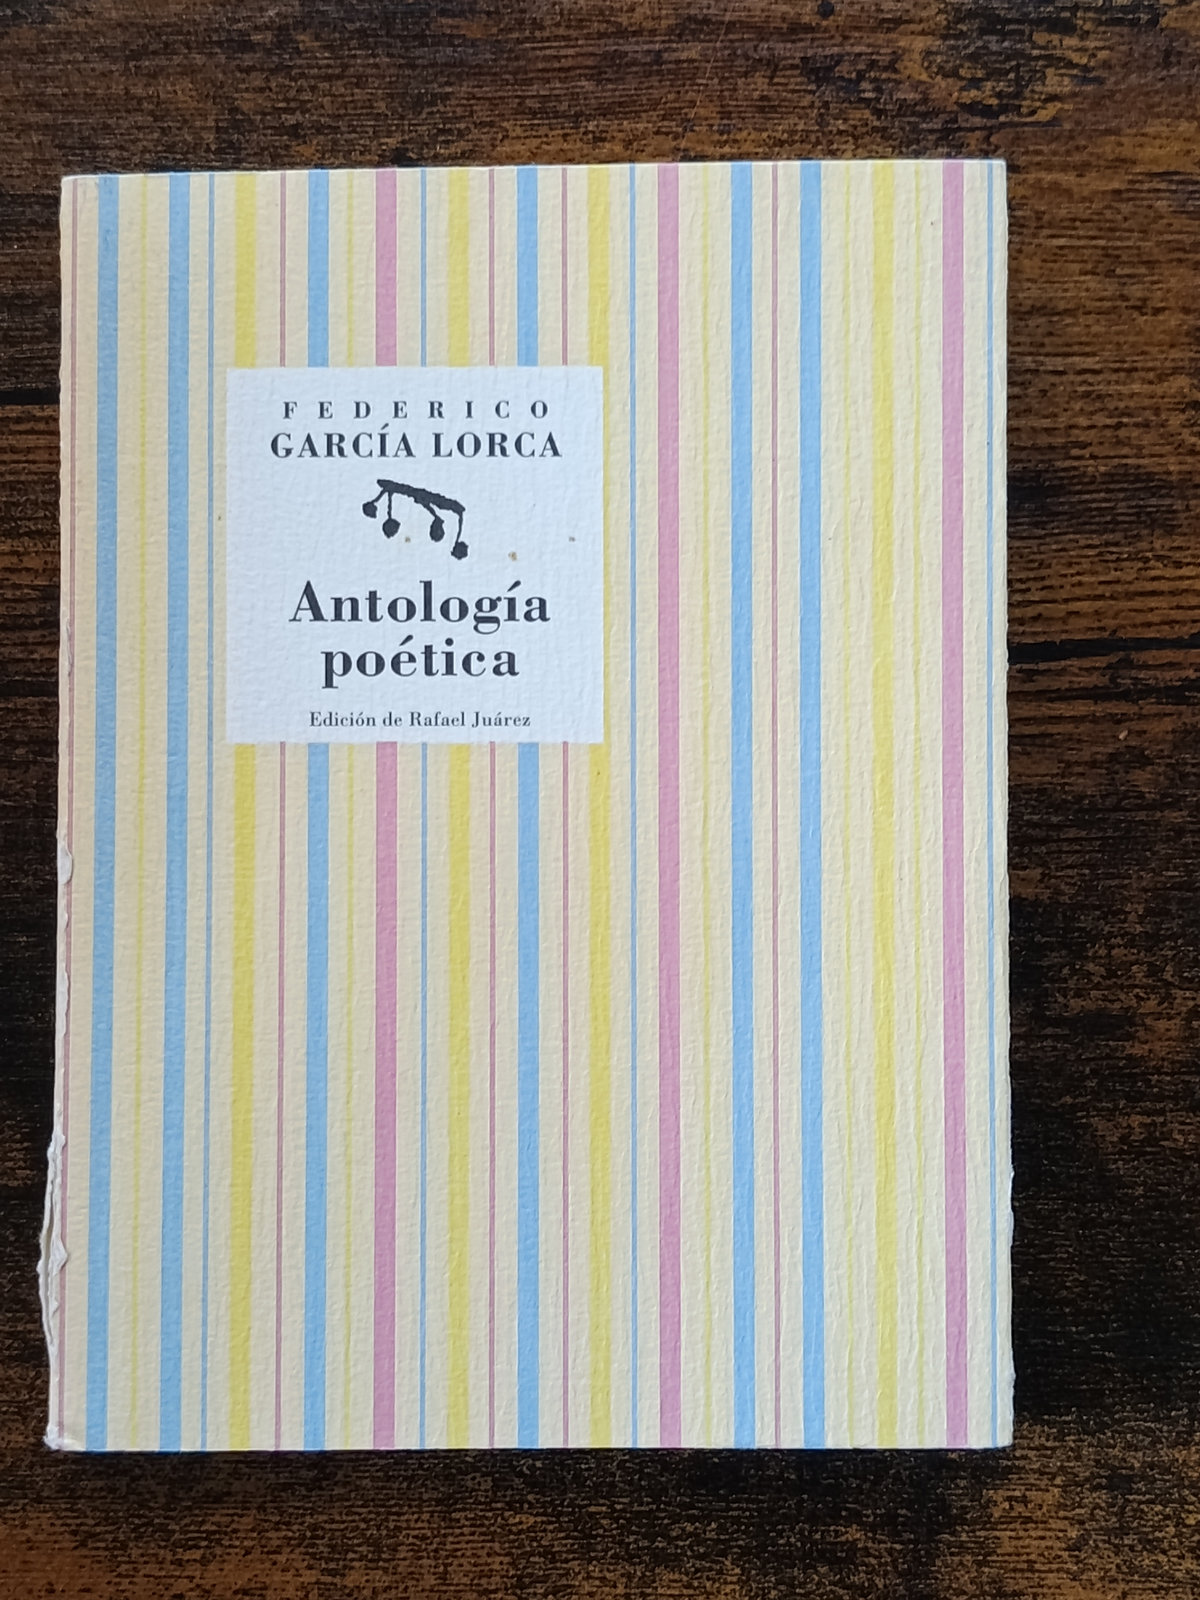 FEDERICO
GARCÍA LORCA
Antología
poética
Edición de Rafael Juárez